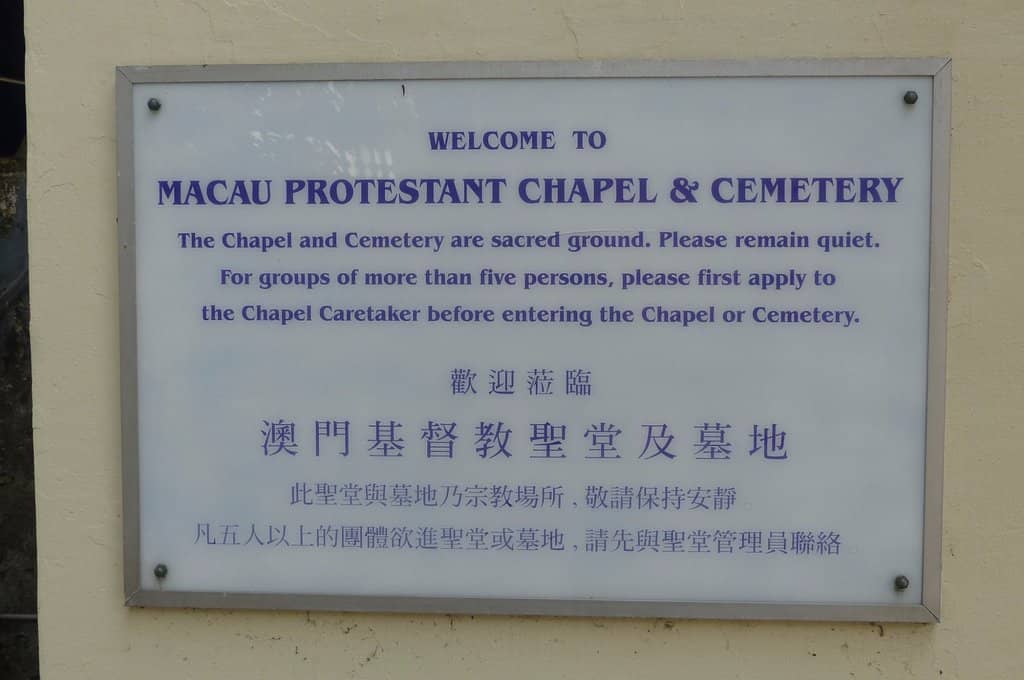 WELCOME TO
MACAU PROTESTANT CHAPEL & CEMETERY
The Chapel and Cemetery are sacred ground. Please remain quiet.
For groups of more than five persons, please first apply to
the Chapel Caretaker before entering the Chapel or Cemetery.
歡迎蒞臨
澳門基督教聖堂及墓地
此聖堂與墓地乃宗教場所,敬請保持安靜。
凡五人以上的團體欲進聖堂或墓地,請先與聖堂管理員聯絡。